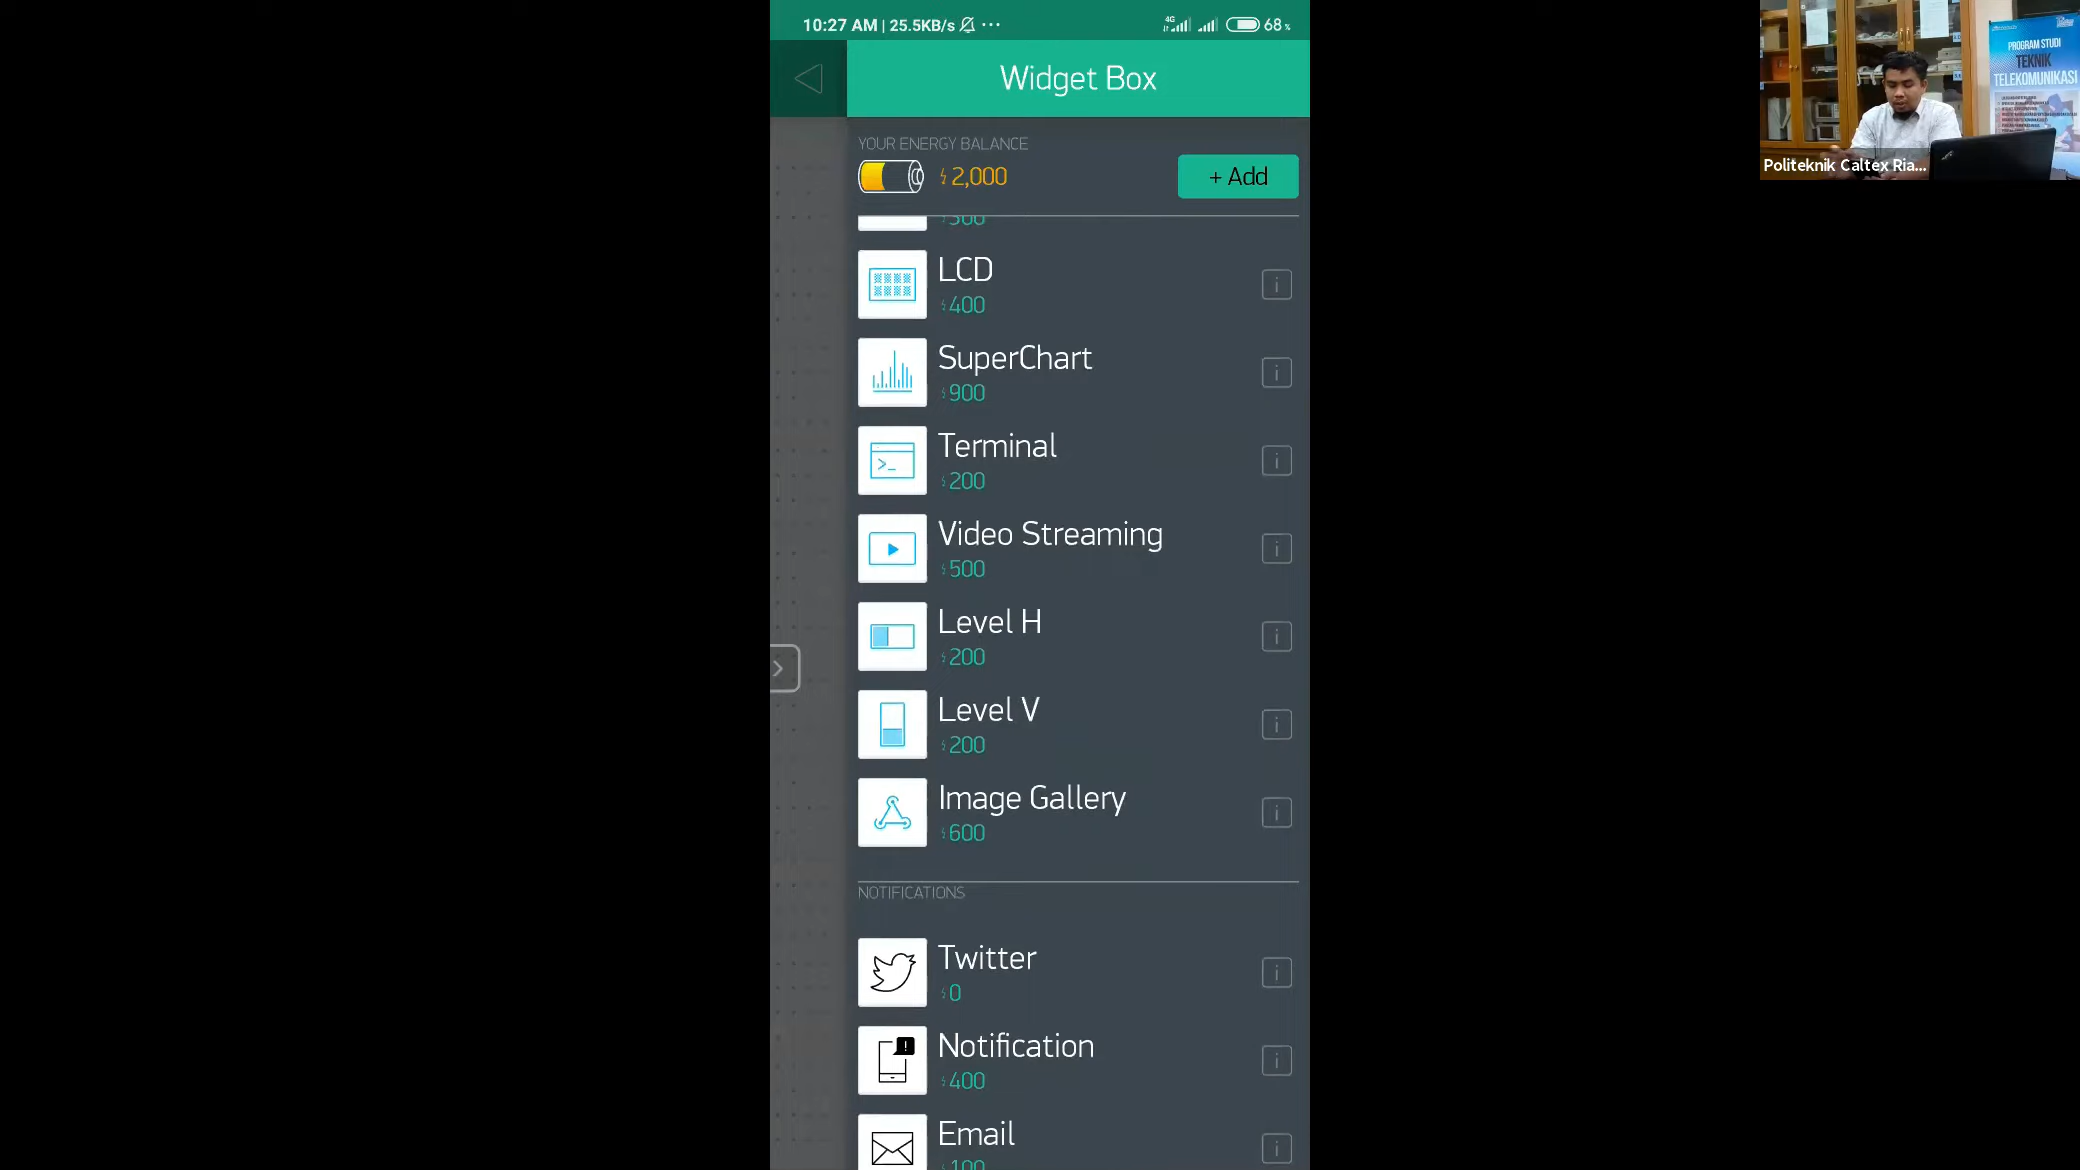 10:27 AM | 25.5KB/s
4G
68%
Widget Box
YOUR ENERGY BALANCE
2,000
+ Add
LCD
400
SuperChart
900
Terminal
200
Video Streaming
500
Level H
200
Level V
200
Image Gallery
600
NOTIFICATIONS
Twitter
0
Notification
400
Email
PROGRAM STUDI
TEKNIK
TELEKOMUNIKASI
Politeknik Caltex Ria...